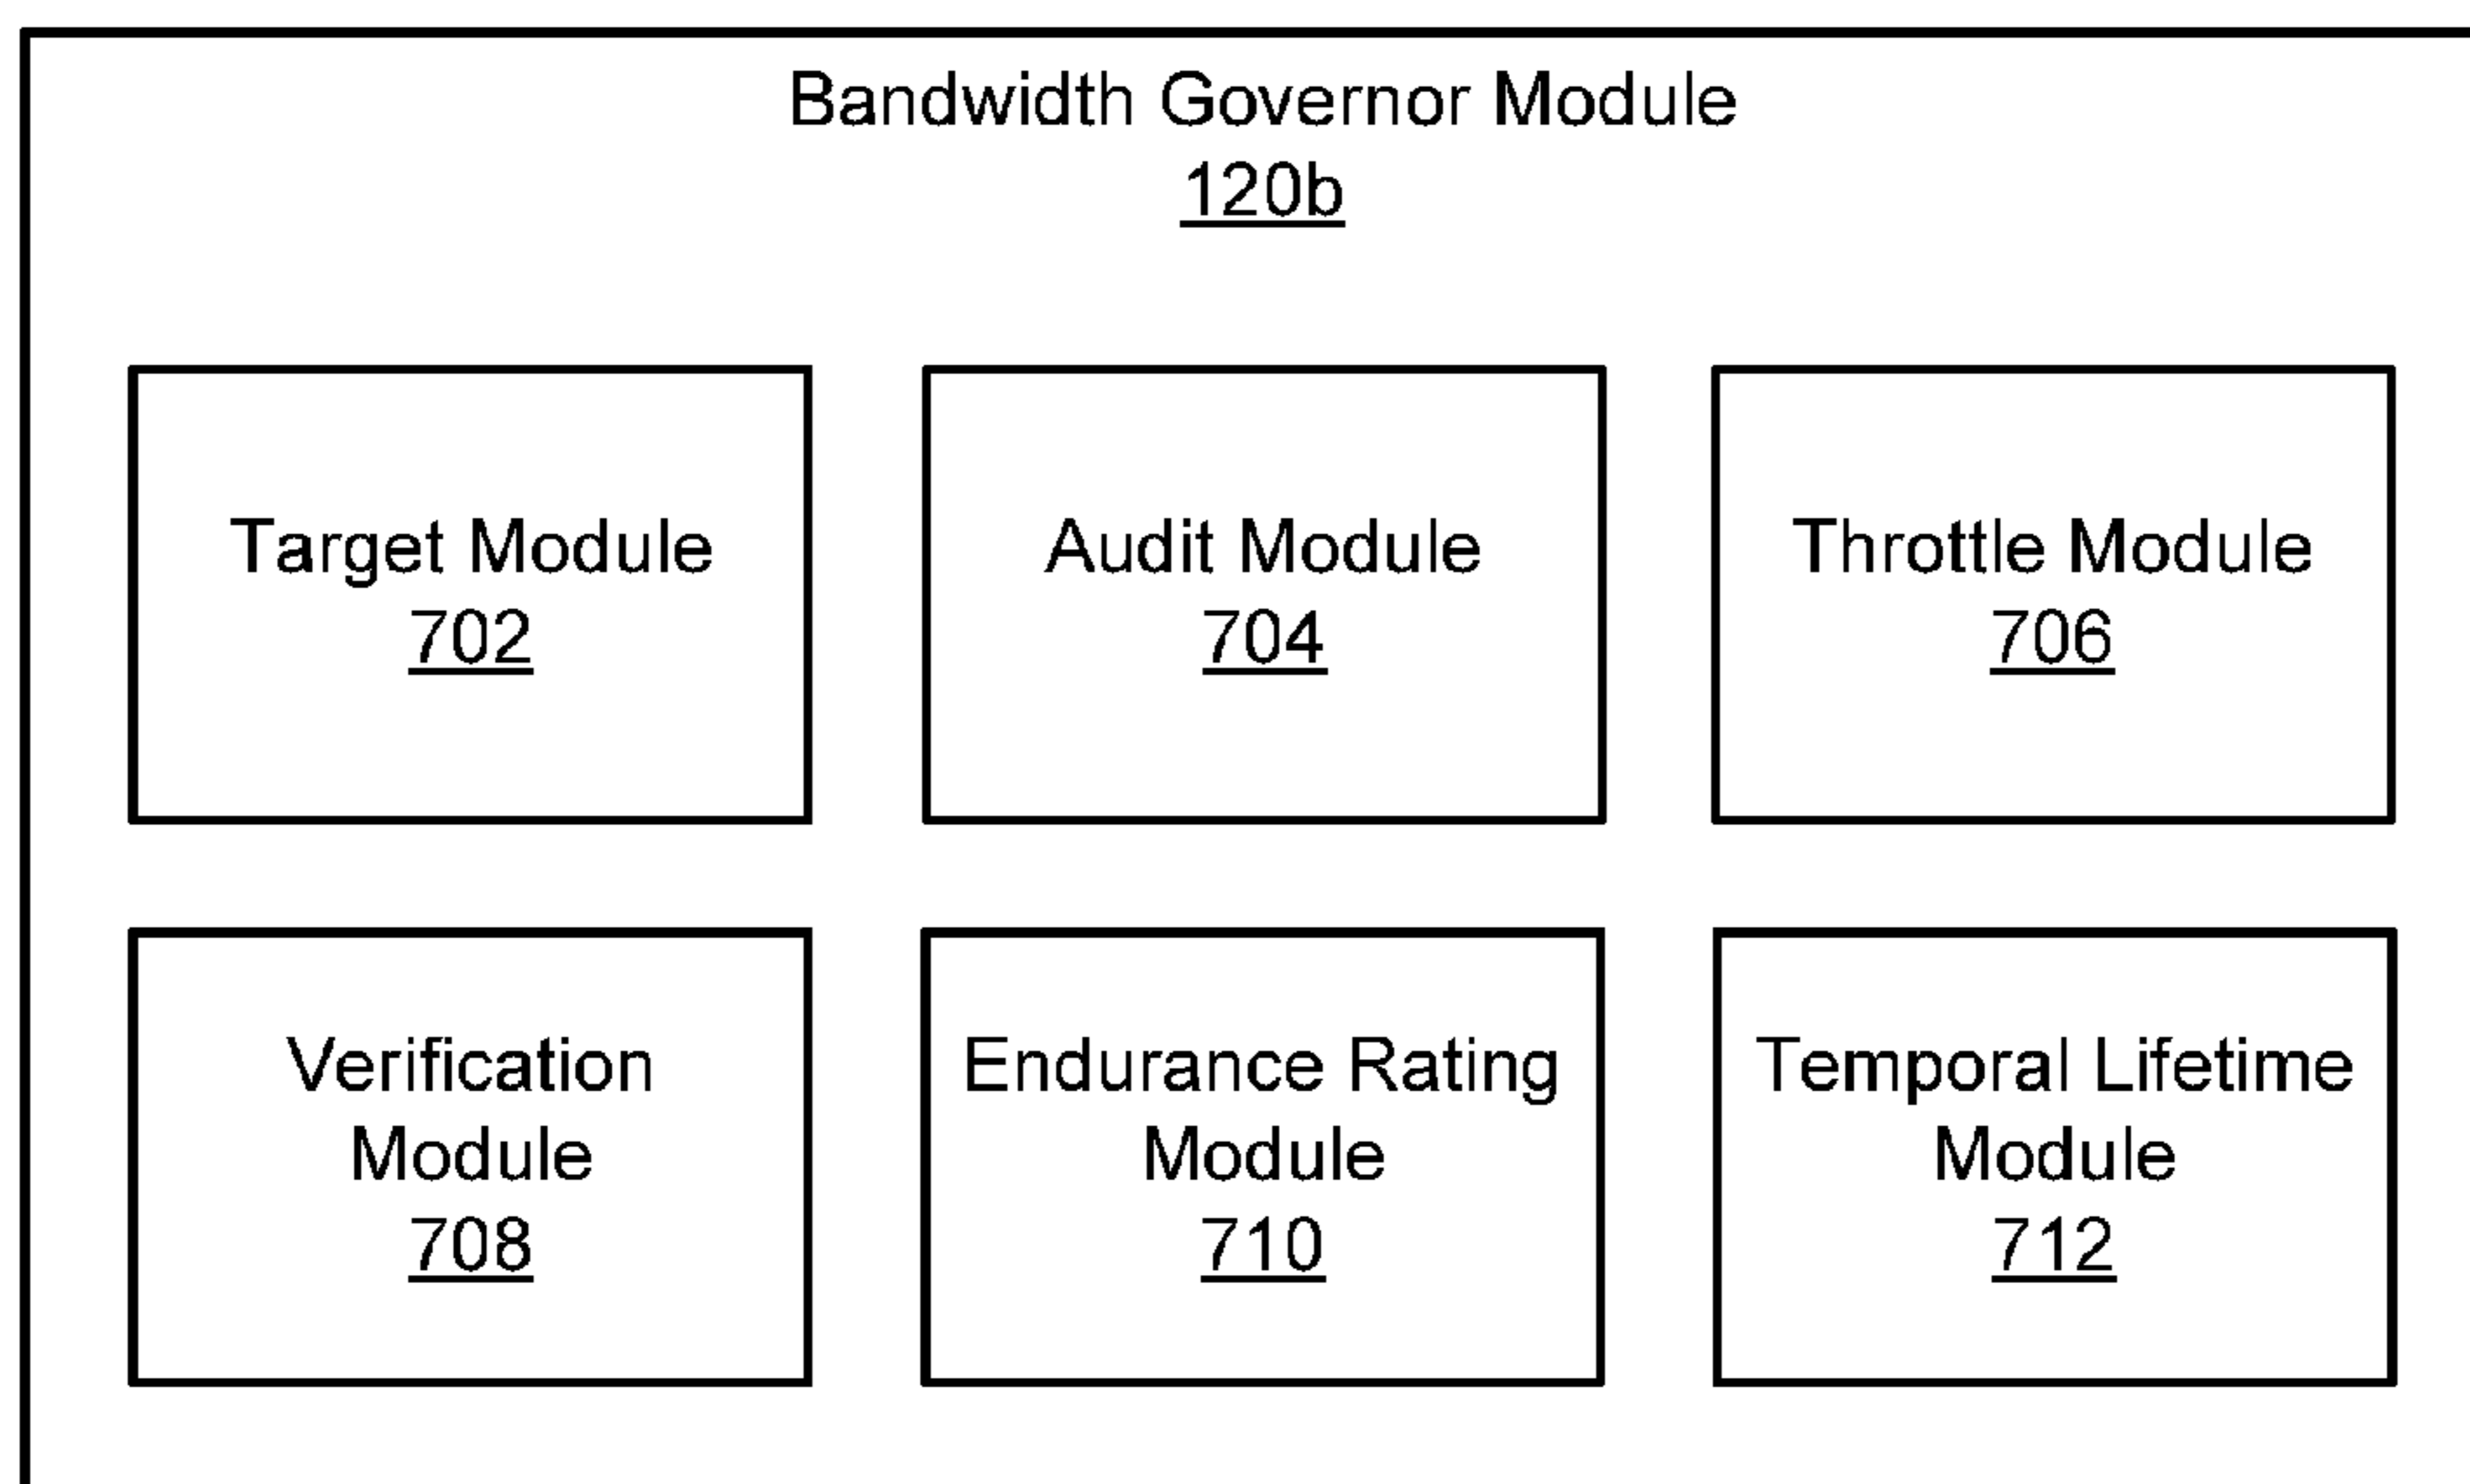 Bandwidth Governor Module
120b
Target Module
702
Audit Module
704
Throttle Module
706
Verification
Module
708
Endurance Rating
Module
710
Temporal Lifetime
Module
712